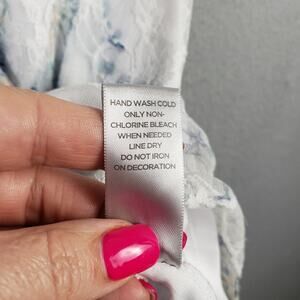 HAND WASH COLD
ONLY NON-
CHLORINE BLEACH
WHEN NEEDED
LINE DRY
DO NOT IRON
ON DECORATION